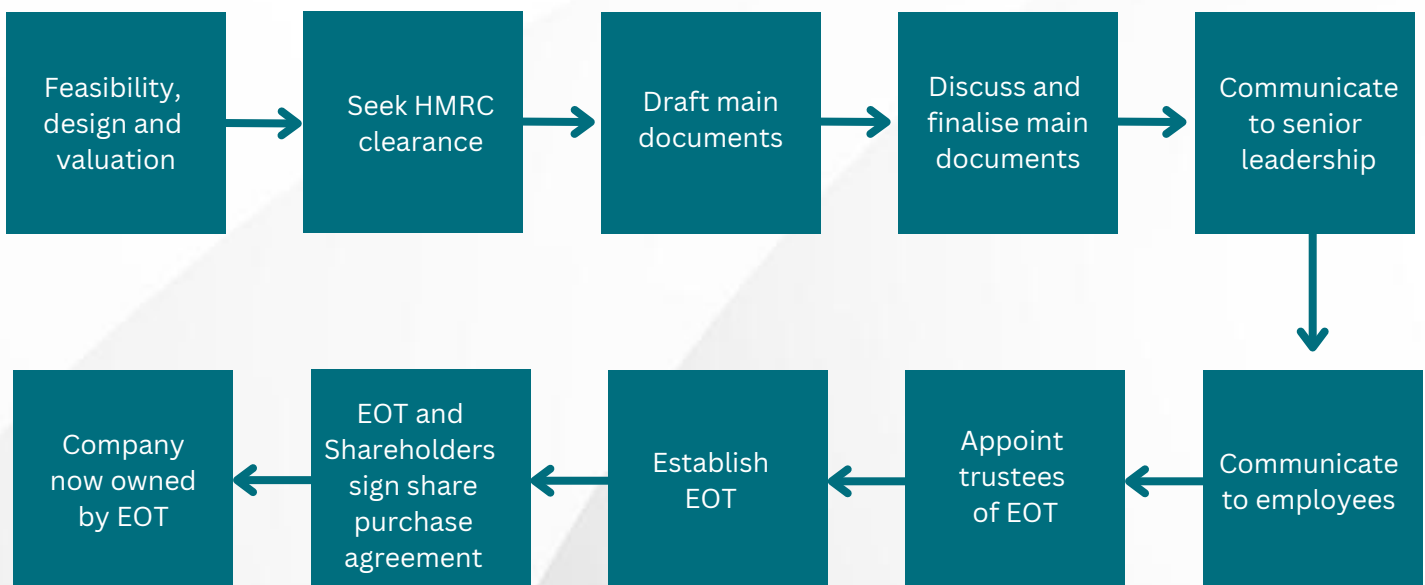 Feasibility,
design and
valuation
Seek HMRC
clearance
Draft main
documents
Discuss and
finalise main
documents
Communicate
to senior
leadership
Communicate
to employees
Appoint
trustees
of EOT
Establish
EOT
EOT and
Shareholders
sign share
purchase
agreement
Company
now owned
by EOT